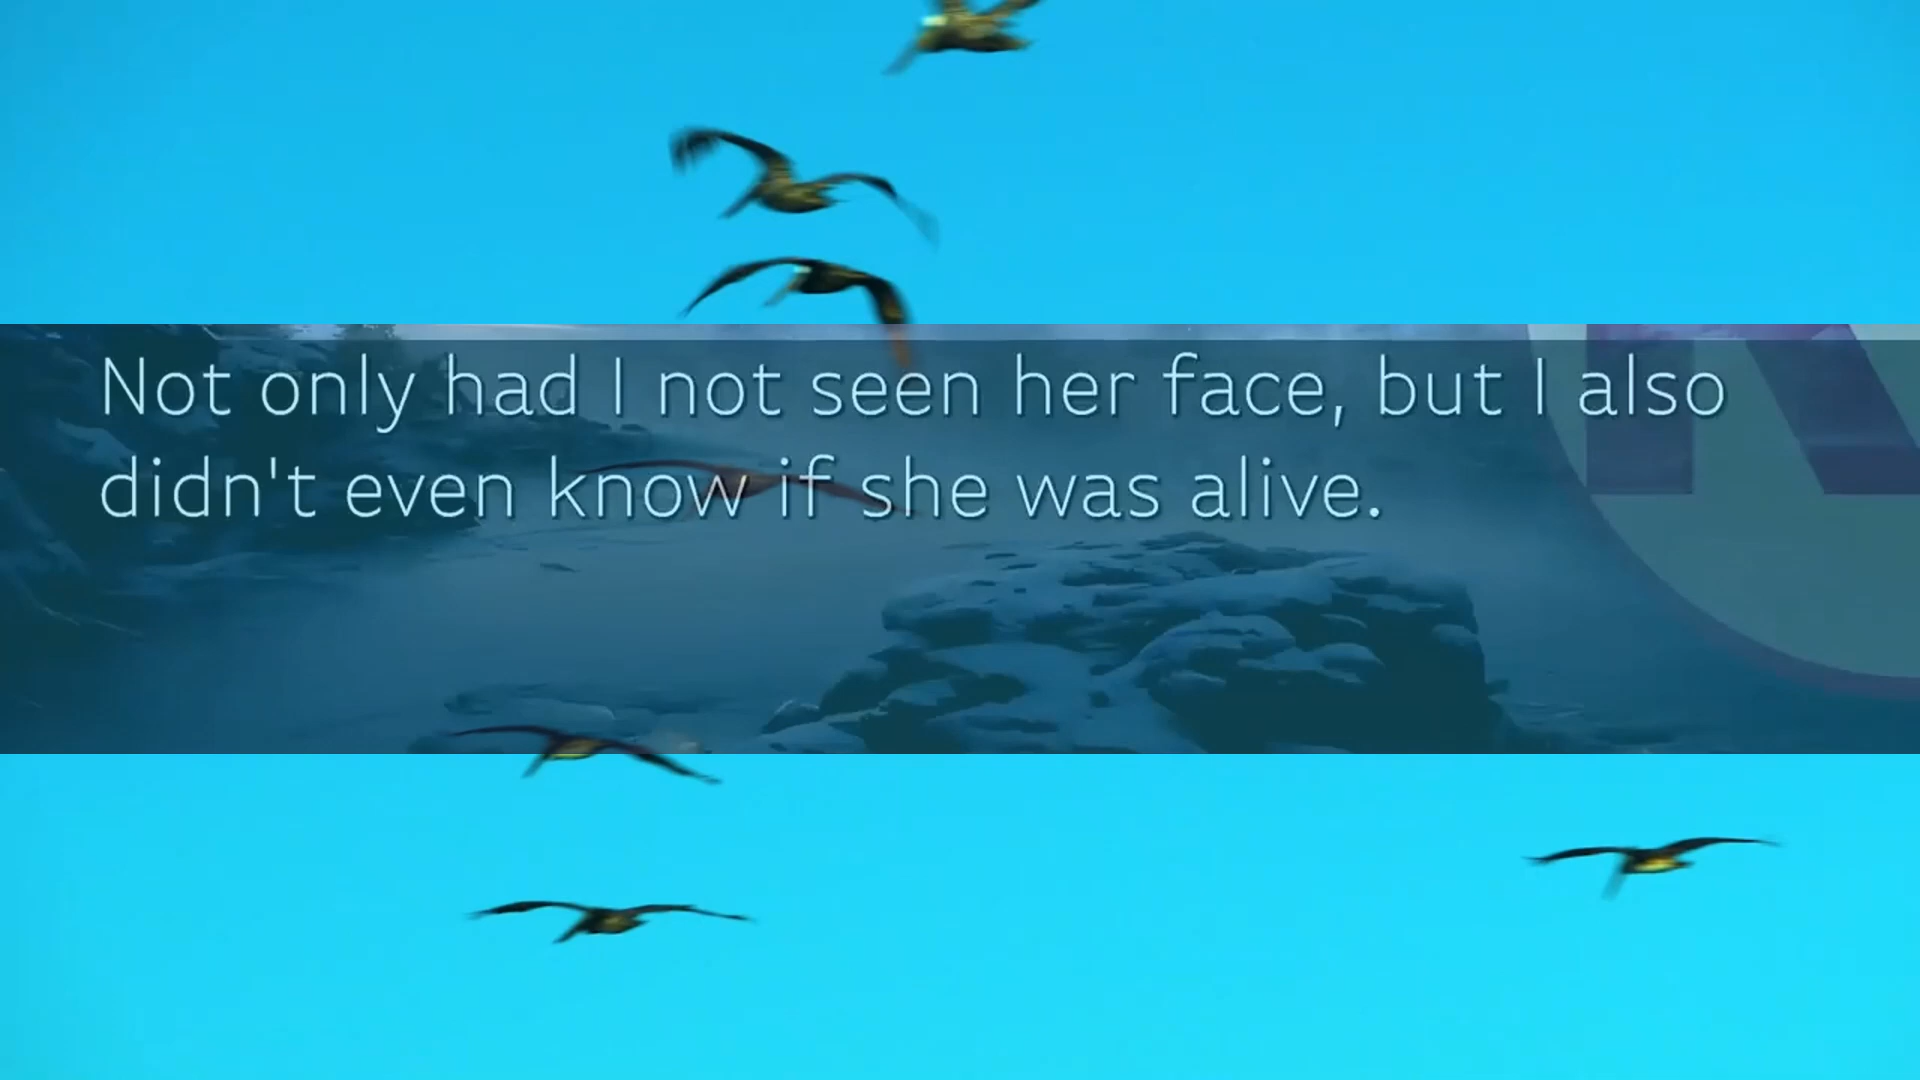 Not only had I not seen her face, but I also
didn't even know if she was alive.